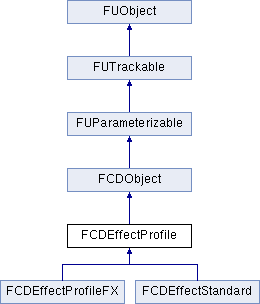 FUObject
FUTrackable
FUParameterizable
FCDObject
FCDEffectProfile
FCDEffectProfileFX
FCDEffectStandard